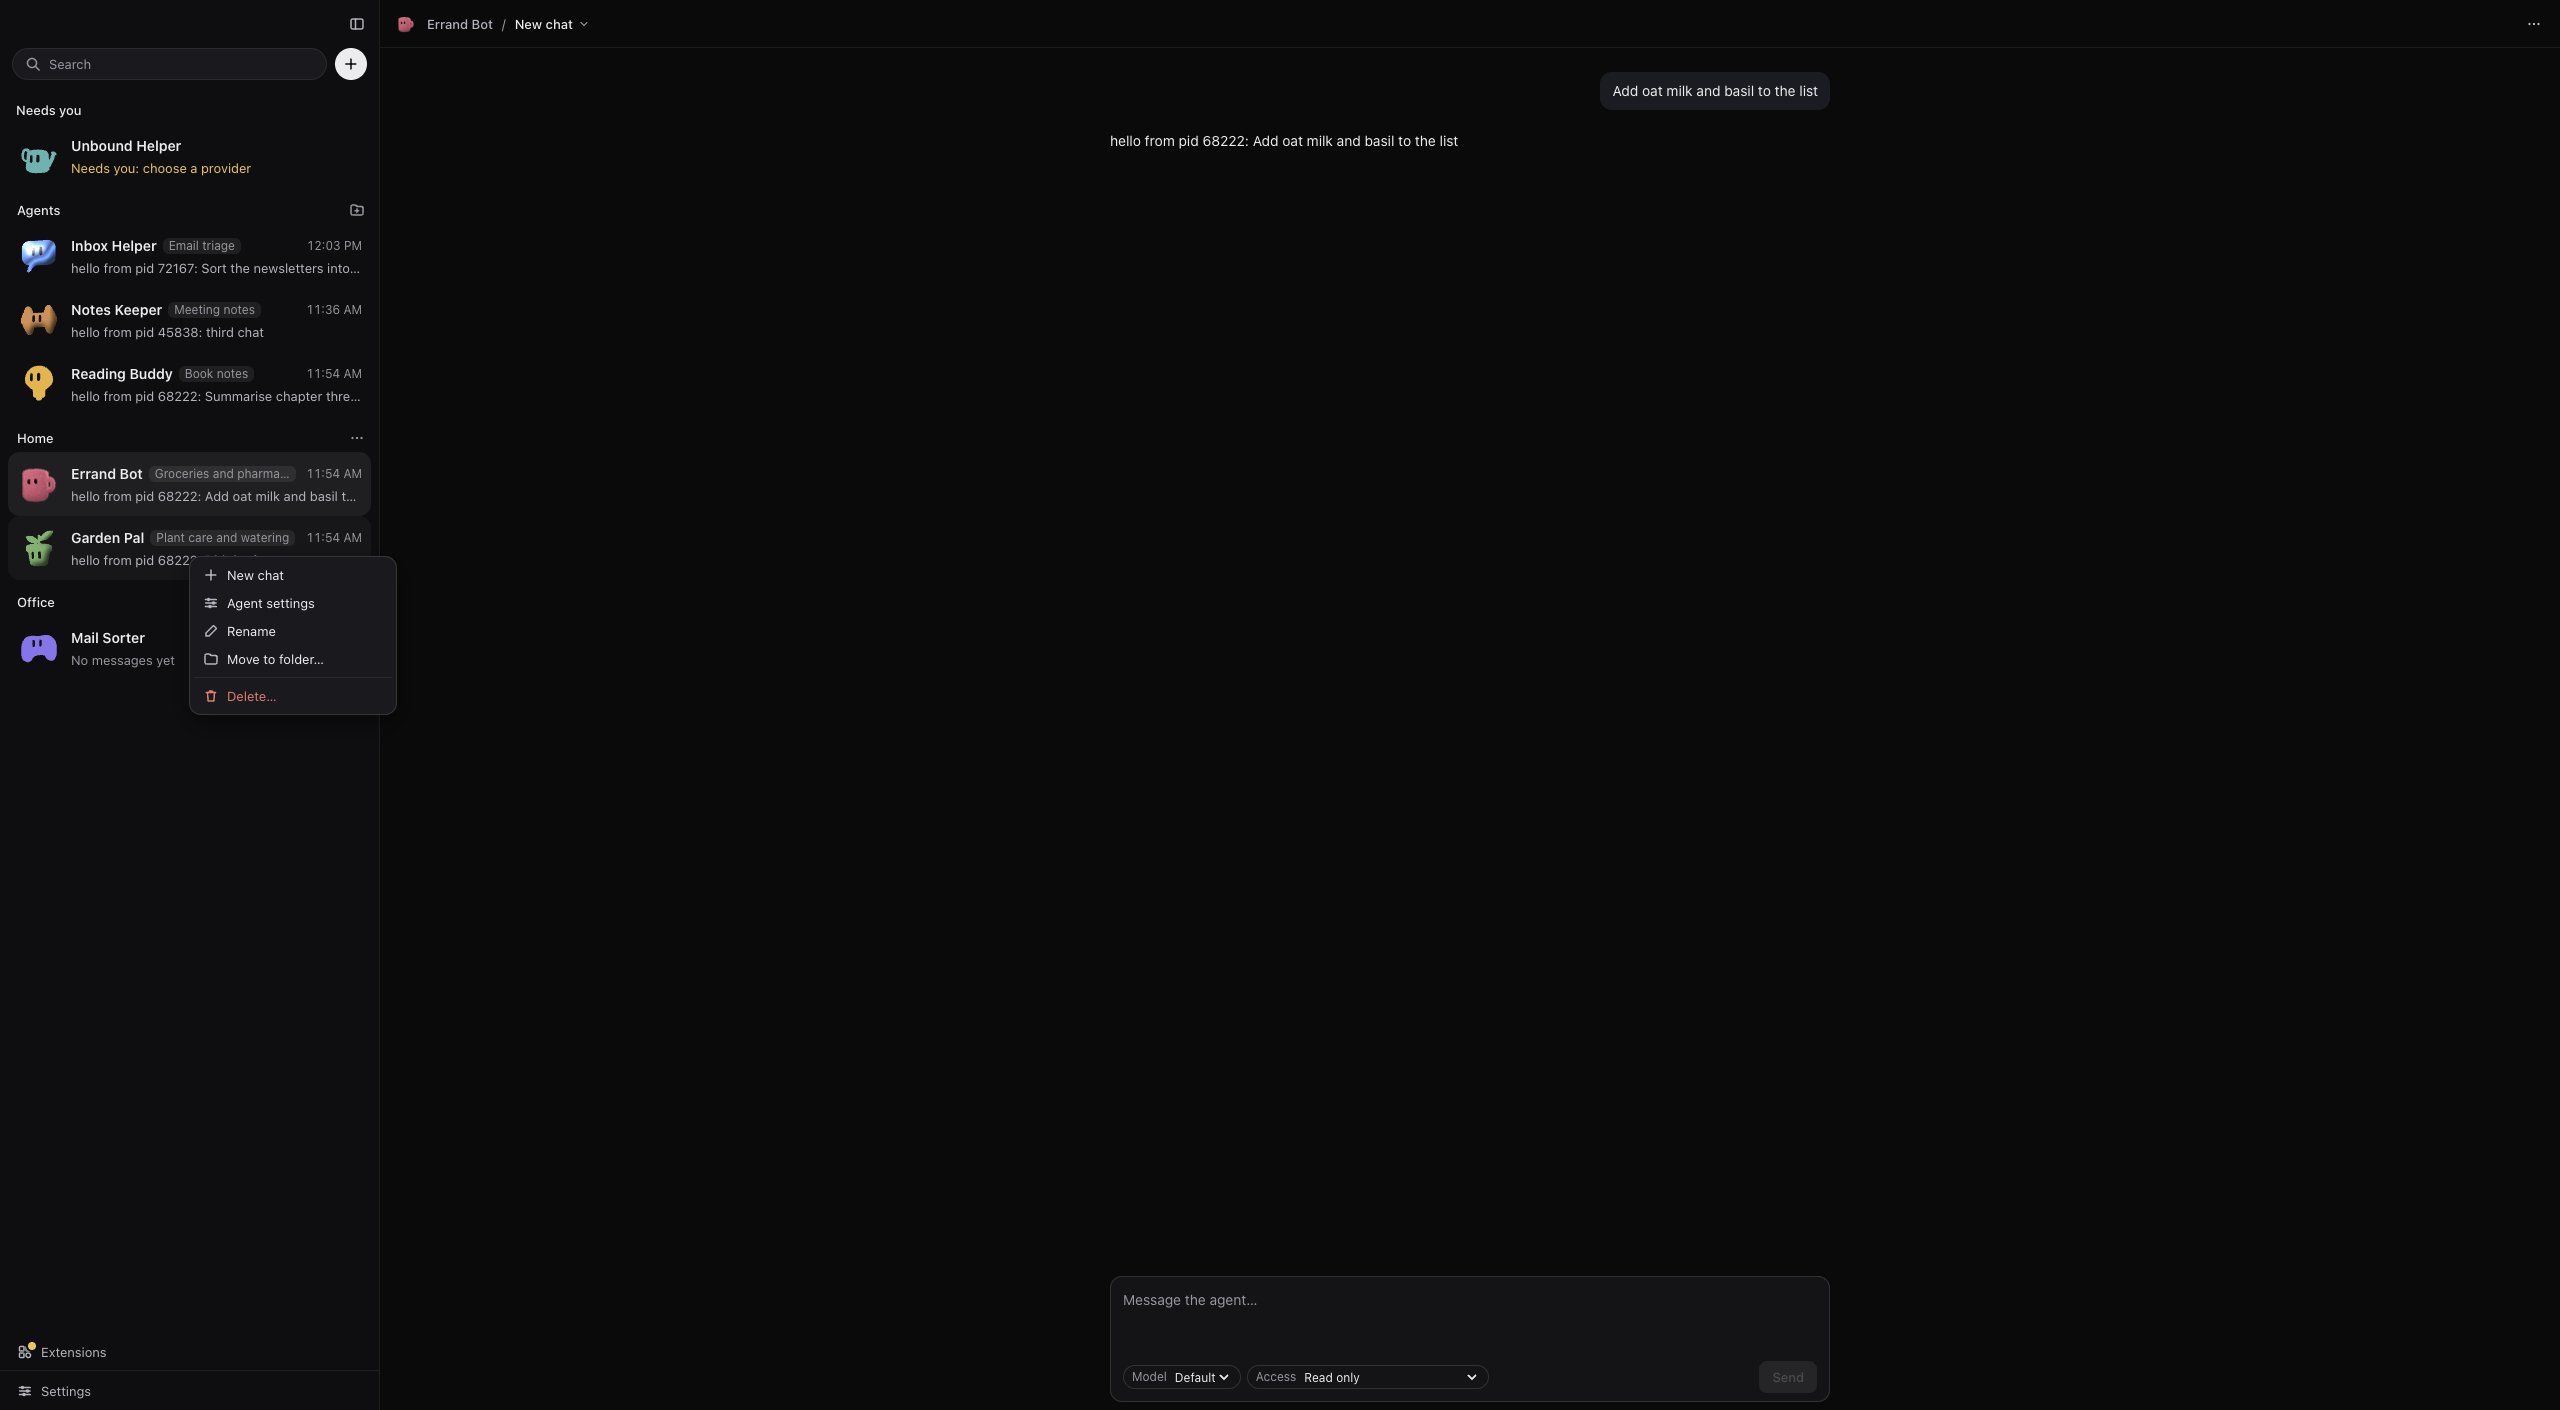 Errand Bot / New chat
Search
Needs you
Unbound Helper
Needs you: choose a provider
Agents
Inbox Helper Email triage 12:03 PM
hello from pid 72167: Sort the newsletters into...
Notes Keeper Meeting notes 11:36 AM
hello from pid 45838: third chat
Reading Buddy Book notes 11:54 AM
hello from pid 68222: Summarise chapter thre...
Home
Errand Bot Groceries and pharma... 11:54 AM
hello from pid 68222: Add oat milk and basil t...
Garden Pal Plant care and watering 11:54 AM
hello from pid 6822
New chat
Agent settings
Rename
Move to folder...
Delete...
Office
Mail Sorter
No messages yet
Extensions
Settings
Add oat milk and basil to the list
hello from pid 68222: Add oat milk and basil to the list
Message the agent...
Model Default Access Read only Send